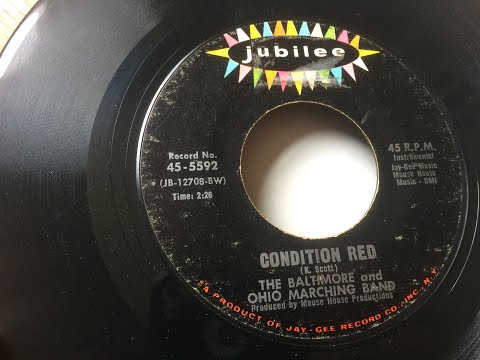 jubilee
Record No.
45-5592
(JB-12708-BW)
Time: 2:26
45 R.P.M.
Instrumental
Jay-Gee Music
Mouse House
Music - BMI
CONDITION RED
(K. Scott)
THE BALTIMORE and
OHIO MARCHING BAND
Produced by Mouse House Productions
A PRODUCT OF JAY-GEE RECORD CO., INC., N.Y.